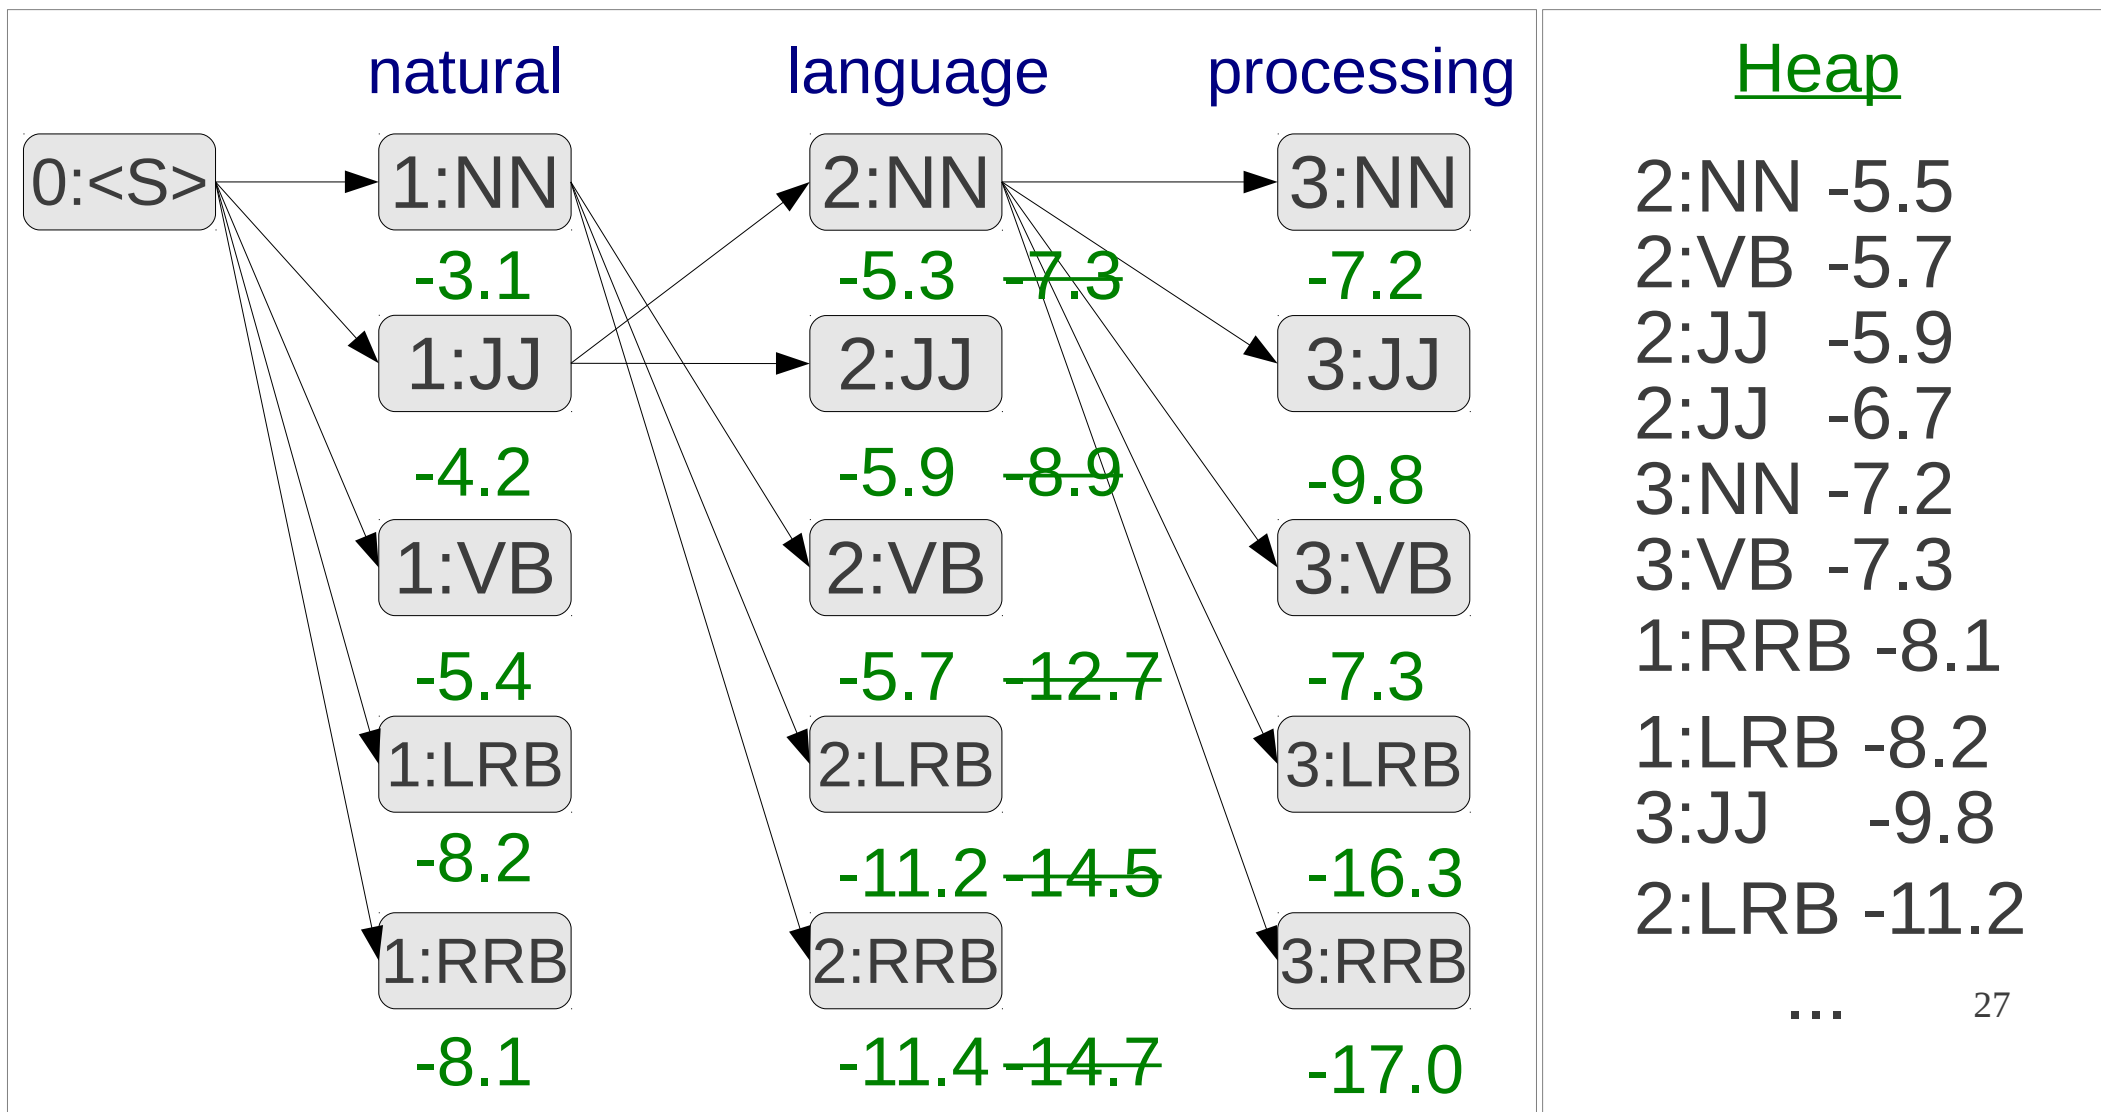 natural language processing Heap
0:<S> 1:NN 2:NN 3:NN 2:NN -5.5
-3.1 -5.3 -7.3 -7.2 2:VB -5.7
1:JJ 2:JJ 3:JJ 2:JJ -5.9
2:JJ -6.7
-4.2 -5.9 -8.9 -9.8 3:NN -7.2
1:VB 2:VB 3:VB 3:VB -7.3
-5.4 -5.7 -12.7 -7.3 1:RRB -8.1
1:LRB 2:LRB 3:LRB 1:LRB -8.2
3:JJ -9.8
-8.2 -11.2 -14.5 -16.3 2:LRB -11.2
1:RRB 2:RRB 3:RRB
... 27
-8.1 -11.4 -14.7 -17.0